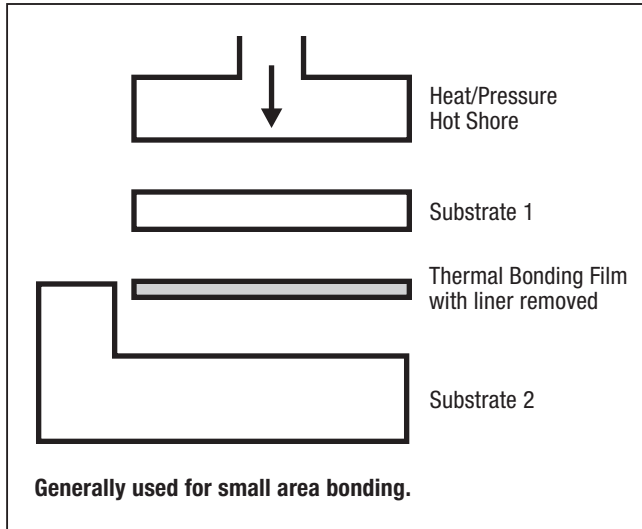 Heat/Pressure
Hot Shore
Substrate 1
Thermal Bonding Film
with liner removed
Substrate 2
Generally used for small area bonding.